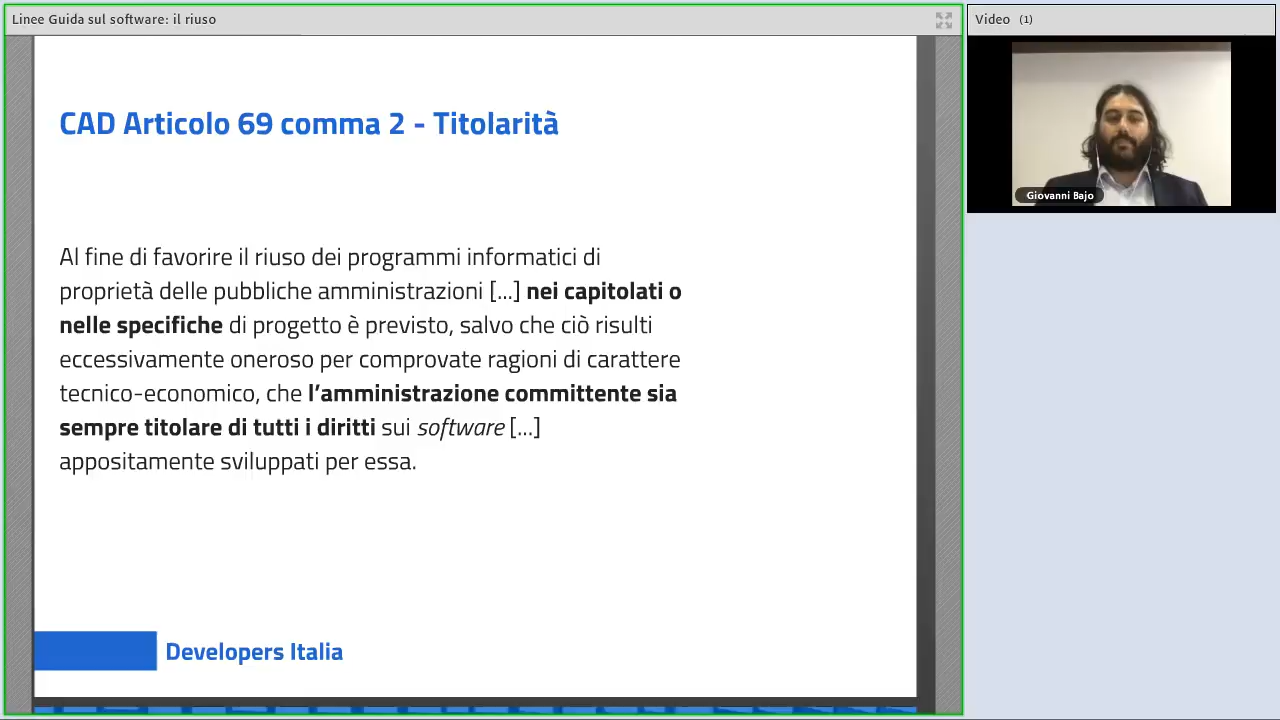 Linee Guida sul software: il riuso
Video (1)
Giovanni Bajo
CAD Articolo 69 comma 2 - Titolarità
Al fine di favorire il riuso dei programmi informatici di
proprietà delle pubbliche amministrazioni [...] nei capitolati o
nelle specifiche di progetto è previsto, salvo che ciò risulti
eccessivamente oneroso per comprovate ragioni di carattere
tecnico-economico, che l’amministrazione committente sia
sempre titolare di tutti i diritti sui software [...]
appositamente sviluppati per essa.
Developers Italia